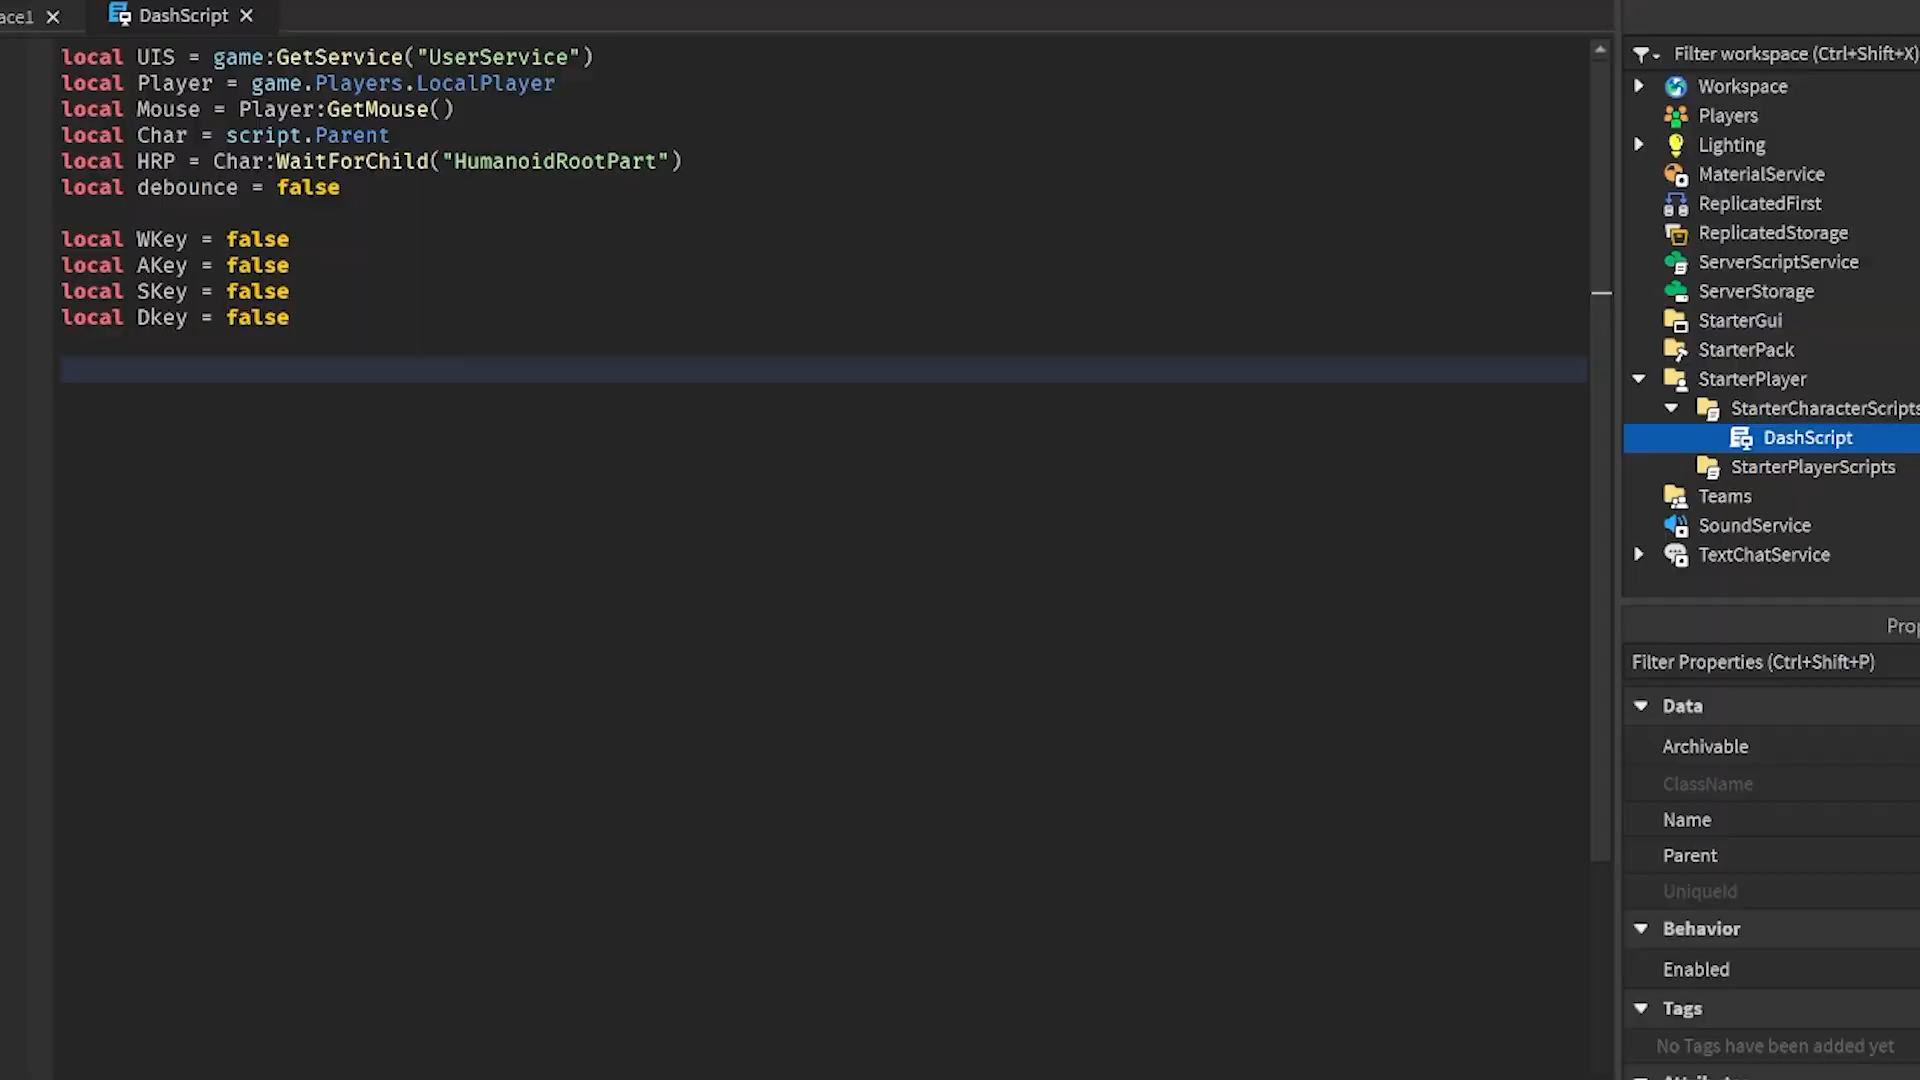 ace1 ✕
DashScript ✕
local UIS = game:GetService("UserService")
local Player = game.Players.LocalPlayer
local Mouse = Player:GetMouse()
local Char = script.Parent
local HRP = Char:WaitForChild("HumanoidRootPart")
local debounce = false
local WKey = false
local AKey = false
local SKey = false
local Dkey = false
Filter workspace (Ctrl+Shift+X)
Workspace
Players
Lighting
MaterialService
ReplicatedFirst
ReplicatedStorage
ServerScriptService
ServerStorage
StarterGui
StarterPack
StarterPlayer
StarterCharacterScripts
DashScript
StarterPlayerScripts
Teams
SoundService
TextChatService
Prop
Filter Properties (Ctrl+Shift+P)
Data
Archivable
ClassName
Name
Parent
UniqueId
Behavior
Enabled
Tags
No Tags have been added yet